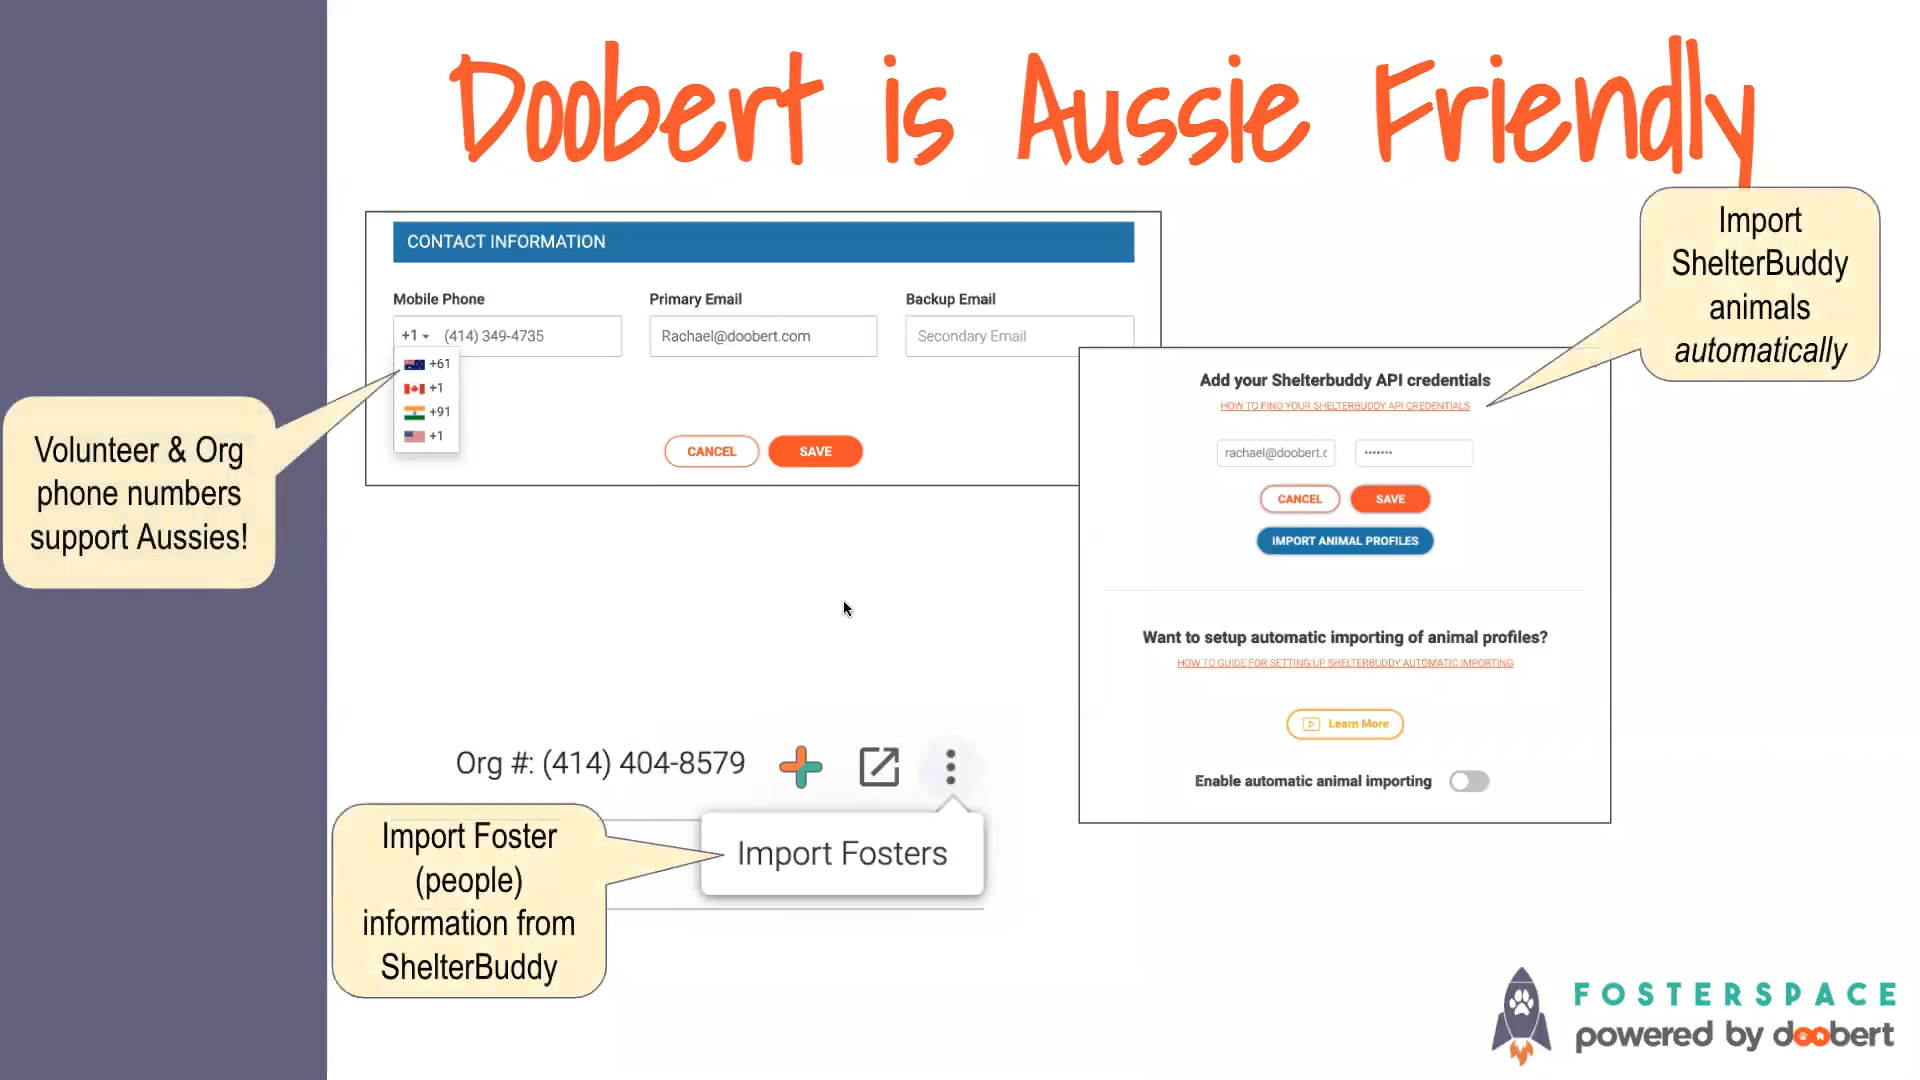 Doobert is Aussie Friendly
CONTACT INFORMATION
Mobile Phone
Primary Email
Backup Email
+1
(414) 349-4735
Rachael@doobert.com
Secondary Email
+61
+1
+91
+1
CANCEL
SAVE
Volunteer & Org
phone numbers
support Aussies!
Import
ShelterBuddy
animals
automatically
Add your Shelterbuddy API credentials
HOW TO FIND YOUR SHELTERBUDDY API CREDENTIALS
rachael@doobert.c
•••••••
CANCEL
SAVE
IMPORT ANIMAL PROFILES
Want to setup automatic importing of animal profiles?
HOW TO GUIDE FOR SETTING UP SHELTERBUDDY AUTOMATIC IMPORTING
Learn More
Enable automatic animal importing
Org #: (414) 404-8579
Import Fosters
Import Foster
(people)
information from
ShelterBuddy
FOSTERSPACE
powered by doobert